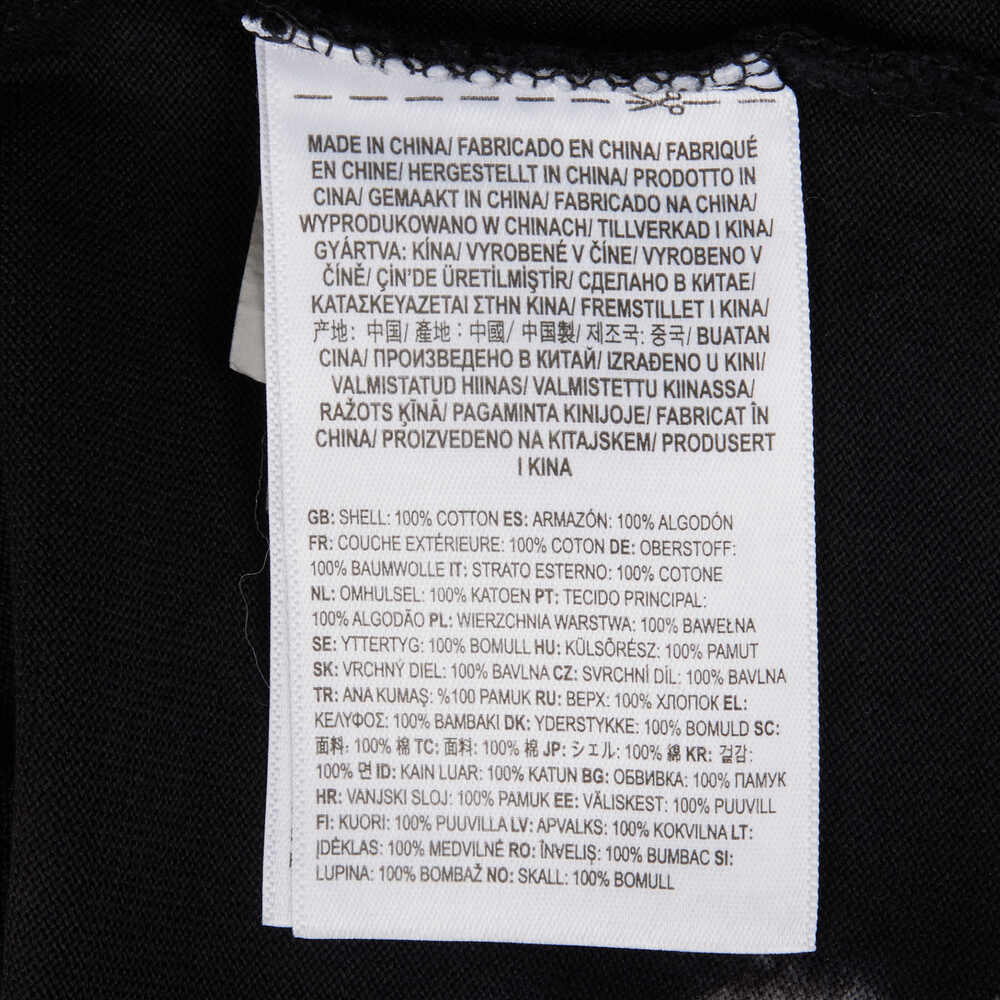 MADE IN CHINA/ FABRICADO EN CHINA/ FABRIQUÉ
EN CHINE/ HERGESTELLT IN CHINA/ PRODOTTO IN
CINA/ GEMAAKT IN CHINA/ FABRICADO NA CHINA/
WYPRODUKOWANO W CHINACH/ TILLVERKAD I KINA/
GYÁRTVA: KÍNA/ VYROBENÉ V ČÍNE/ VYROBENO V
ČÍNĚ/ ÇİN'DE ÜRETİLMİŞTİR/ СДЕЛАНО В КИТАЕ/
ΚΑΤΑΣΚΕΥΑΖΕΤΑΙ ΣΤΗΝ ΚΙΝΑ/ FREMSTILLET I KINA/
产地: 中国/ 產地: 中國/ 中国製/ 제조국: 중국/ BUATAN
CINA/ ПРОИЗВЕДЕНО В КИТАЙ/ IZRAĐENO U KINI/
VALMISTATUD HIINAS/ VALMISTETTU KIINASSA/
RAŽOTS ĶĪNĀ/ PAGAMINTA KINIJOJE/ FABRICAT ÎN
CHINA/ PROIZVEDENO NA KITAJSKEM/ PRODUSERT
I KINA
GB: SHELL: 100% COTTON ES: ARMAZÓN: 100% ALGODÓN
FR: COUCHE EXTÉRIEURE: 100% COTON DE: OBERSTOFF:
100% BAUMWOLLE IT: STRATO ESTERNO: 100% COTONE
NL: OMHULSEL: 100% KATOEN PT: TECIDO PRINCIPAL:
100% ALGODÃO PL: WIERZCHNIA WARSTWA: 100% BAWEŁNA
SE: YTTERTYG: 100% BOMULL HU: KÜLSŐRÉSZ: 100% PAMUT
SK: VRCHNÝ DIEL: 100% BAVLNA CZ: SVRCHNÍ DÍL: 100% BAVLNA
TR: ANA KUMAŞ: %100 PAMUK RU: ВЕРХ: 100% ХЛОПОК EL:
ΚΕΛΥΦΟΣ: 100% ΒΑΜΒΑΚΙ DK: YDERSTYKKE: 100% BOMULD SC:
面料: 100% 棉 TC: 面料: 100% 棉 JP: シェル: 100% 綿 KR: 겉감:
100% 면 ID: KAIN LUAR: 100% KATUN BG: ОБВИВКА: 100% ПАМУК
HR: VANJSKI SLOJ: 100% PAMUK EE: VÄLISKEST: 100% PUUVILL
FI: KUORI: 100% PUUVILLA LV: APVALKS: 100% KOKVILNA LT:
ĮDĖKLAS: 100% MEDVILNĖ RO: ÎNVELIȘ: 100% BUMBAC SI:
LUPINA: 100% BOMBAŽ NO: SKALL: 100% BOMULL